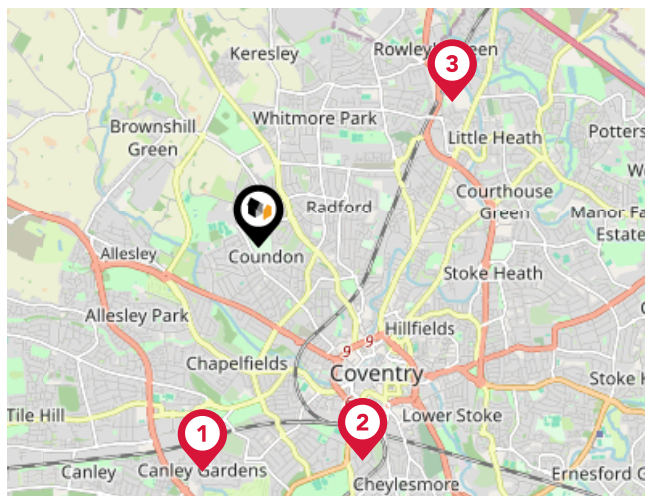 Keresley
Rowley's Green
3
Whitmore Park
Brownshill
Green
Little Heath
Potters
Courthouse
Green
Radford
Manor Fa
Estate
Allesley
Coundon
Stoke Heath
Allesley Park
Hillfields
9
9
Chapelfields
Coventry
Stoke H
Tile Hill
Lower Stoke
1
2
Canley
Canley Gardens
Cheylesmore
Ernesford G